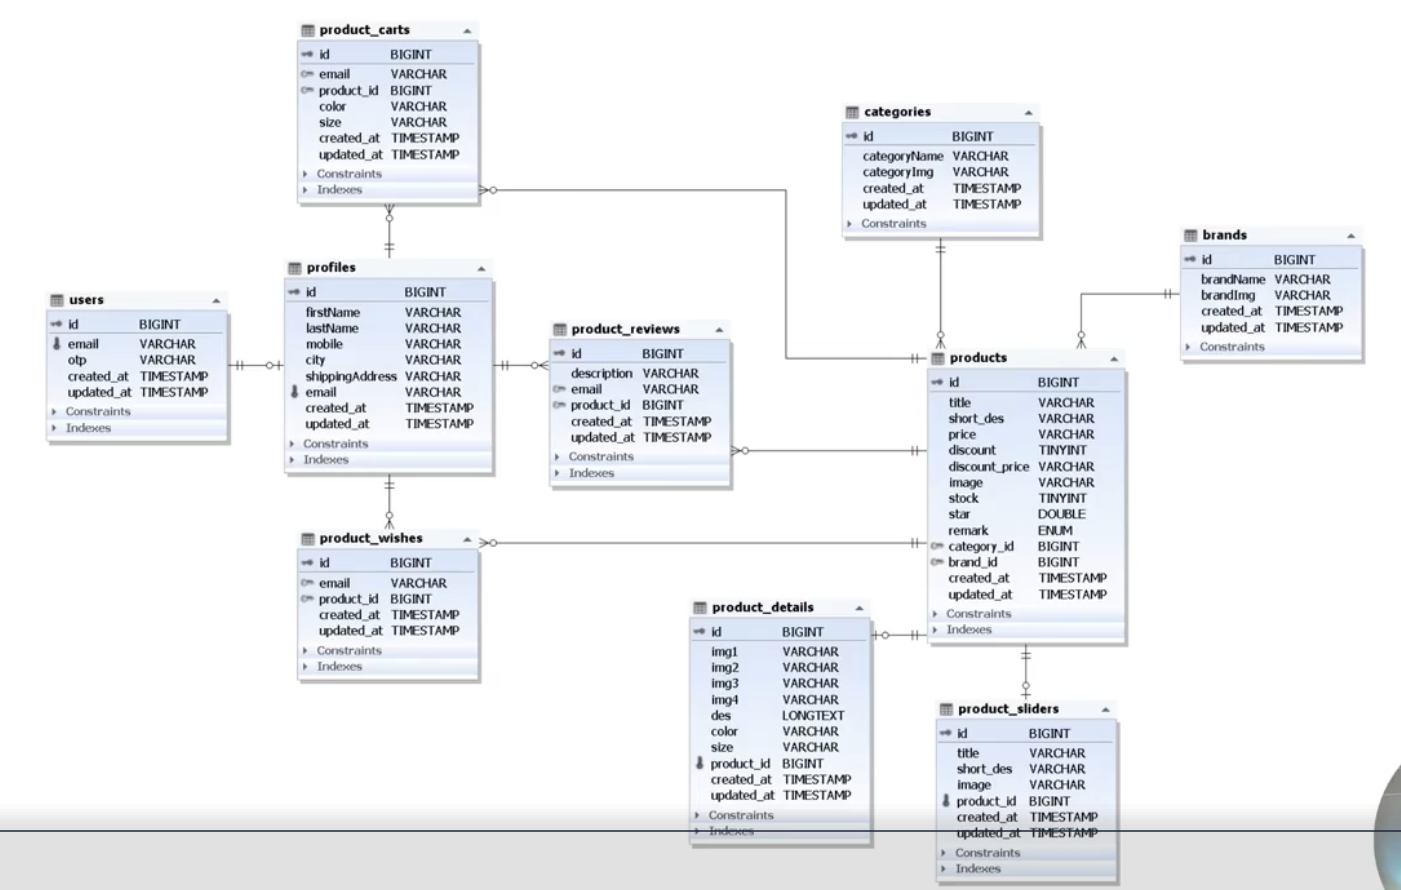 product_carts
id BIGINT
email VARCHAR
product_id BIGINT
color VARCHAR
size VARCHAR
created_at TIMESTAMP
updated_at TIMESTAMP
Constraints
Indexes
categories
id BIGINT
categoryName VARCHAR
categoryImg VARCHAR
created_at TIMESTAMP
updated_at TIMESTAMP
Constraints
brands
id BIGINT
brandName VARCHAR
brandImg VARCHAR
created_at TIMESTAMP
updated_at TIMESTAMP
Constraints
users
id BIGINT
email VARCHAR
otp VARCHAR
created_at TIMESTAMP
updated_at TIMESTAMP
Constraints
Indexes
profiles
id BIGINT
firstName VARCHAR
lastName VARCHAR
mobile VARCHAR
city VARCHAR
shippingAddress VARCHAR
email VARCHAR
created_at TIMESTAMP
updated_at TIMESTAMP
Constraints
Indexes
product_reviews
id BIGINT
description VARCHAR
email VARCHAR
product_id BIGINT
created_at TIMESTAMP
updated_at TIMESTAMP
Constraints
Indexes
products
id BIGINT
title VARCHAR
short_des VARCHAR
price VARCHAR
discount TINYINT
discount_price VARCHAR
image VARCHAR
stock TINYINT
star DOUBLE
remark ENUM
category_id BIGINT
brand_id BIGINT
created_at TIMESTAMP
updated_at TIMESTAMP
Constraints
Indexes
product_wishes
id BIGINT
email VARCHAR
product_id BIGINT
created_at TIMESTAMP
updated_at TIMESTAMP
Constraints
Indexes
product_details
id BIGINT
img1 VARCHAR
img2 VARCHAR
img3 VARCHAR
img4 VARCHAR
des LONGTEXT
color VARCHAR
size VARCHAR
product_id BIGINT
created_at TIMESTAMP
updated_at TIMESTAMP
Constraints
Indexes
product_sliders
id BIGINT
title VARCHAR
short_des VARCHAR
image VARCHAR
product_id BIGINT
created_at TIMESTAMP
updated_at TIMESTAMP
Constraints
Indexes